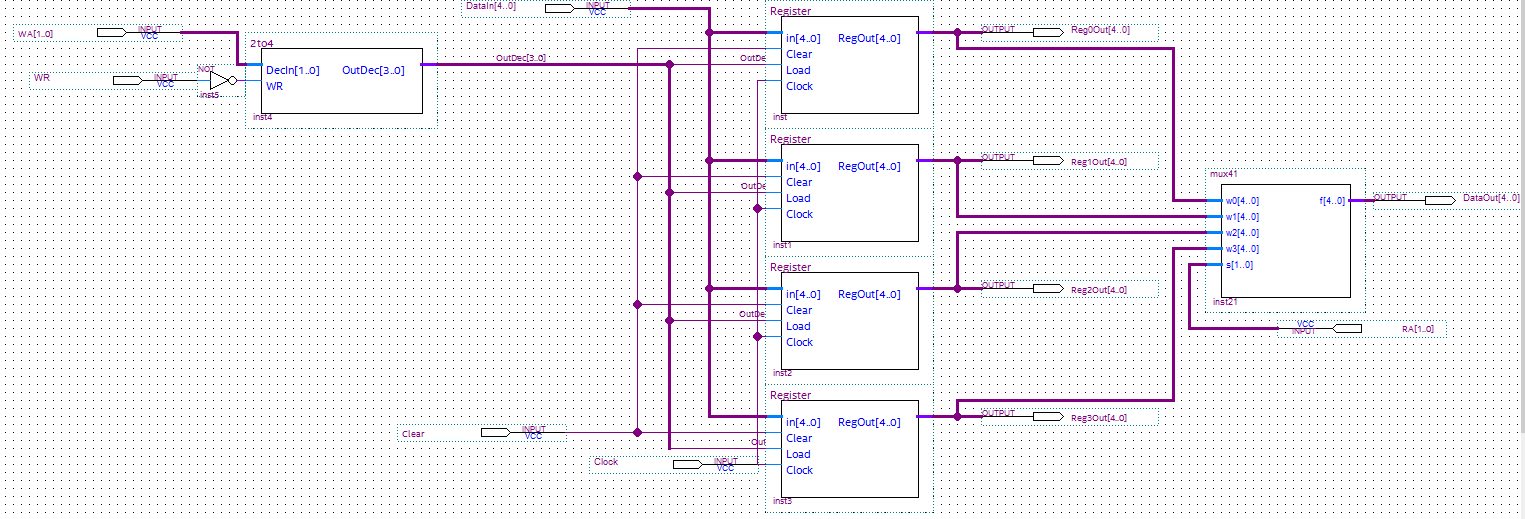 DataIn[4..0]
INPUT
VCC
WA[1..0]
INPUT
VCC
WR
INPUT
VCC
NOT
inst5
2to4
DecIn[1..0]
OutDec[3..0]
WR
inst4
OutDec[3..0]
Register
in[4..0]
RegOut[4..0]
Clear
OutDe
Load
Clock
inst
OUTPUT
Reg0Out[4..0]
Register
in[4..0]
RegOut[4..0]
Clear
OutDe
Load
Clock
inst1
OUTPUT
Reg1Out[4..0]
Register
in[4..0]
RegOut[4..0]
Clear
OutDe
Load
Clock
inst2
OUTPUT
Reg2Out[4..0]
Register
in[4..0]
RegOut[4..0]
Clear
Out
Load
Clock
inst3
OUTPUT
Reg3Out[4..0]
Clear
INPUT
VCC
Clock
INPUT
VCC
mux41
w0[4..0]
f[4..0]
w1[4..0]
w2[4..0]
w3[4..0]
s[1..0]
inst21
OUTPUT
DataOut[4..0]
VCC
INPUT
RA[1..0]